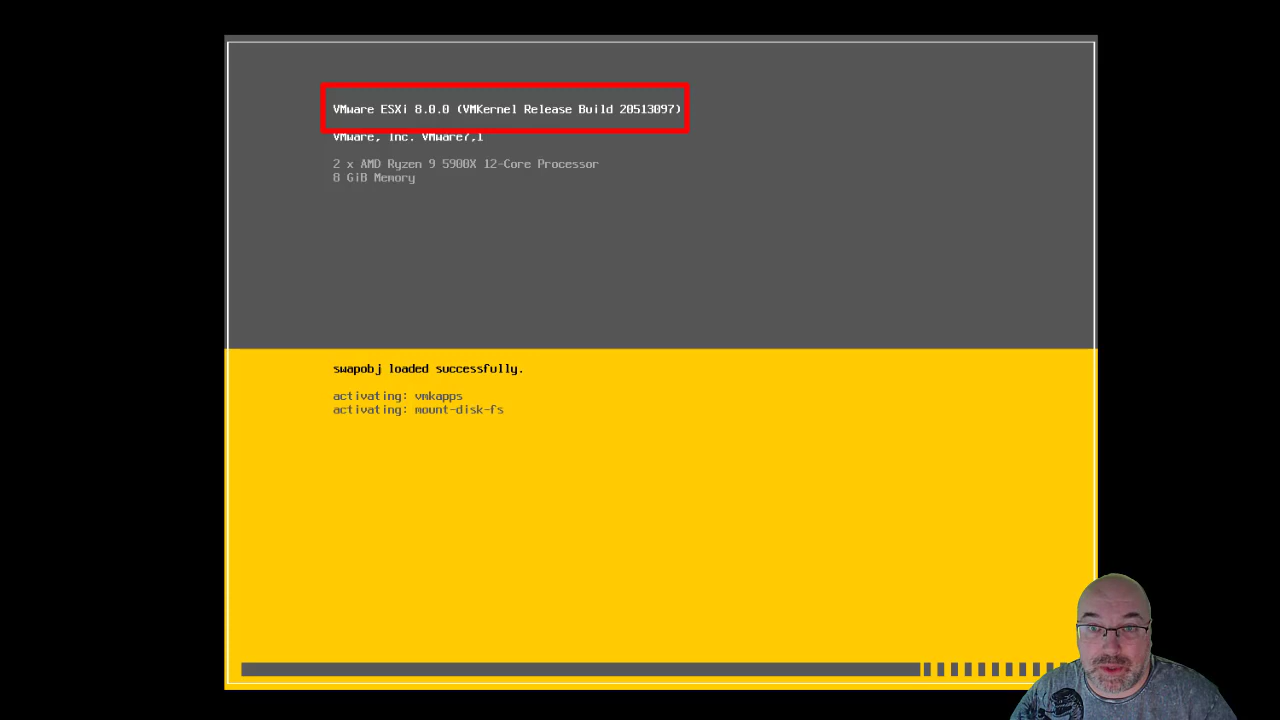 VMware ESXi 8.0.0 (VMKernel Release Build 20513097)
VMware, Inc. VMware7,1
2 x AMD Ryzen 9 5900X 12-Core Processor
8 GiB Memory
swapobj loaded successfully.
activating: vmkapps
activating: mount-disk-fs